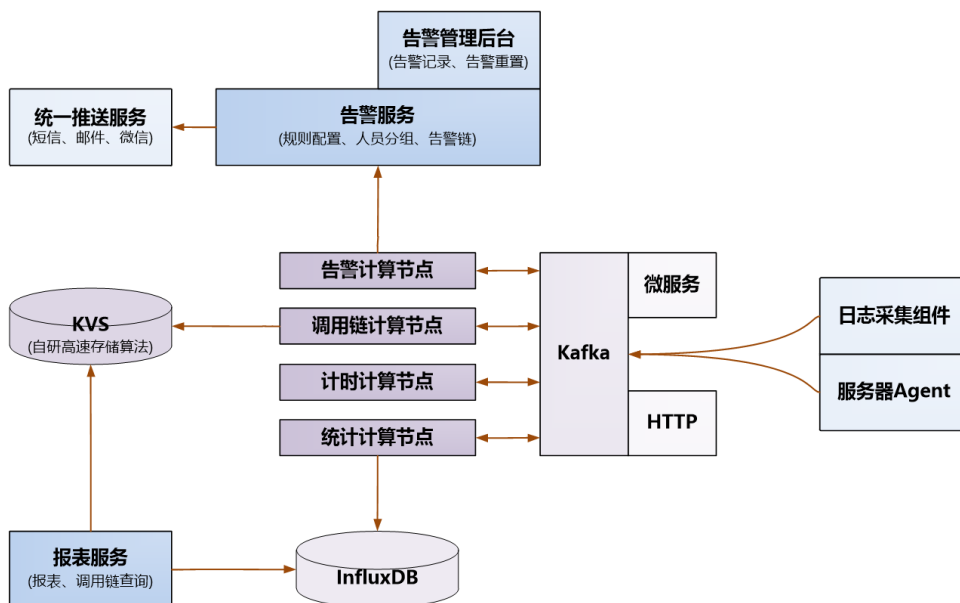 告警管理后台
(告警记录、告警重置)
统一推送服务
(短信、邮件、微信)
告警服务
(规则配置、人员分组、告警链)
告警计算节点
微服务
日志采集组件
KVS
(自研高速存储算法)
调用链计算节点
Kafka
计时计算节点
服务器Agent
统计计算节点
HTTP
报表服务
(报表、调用链查询)
InfluxDB